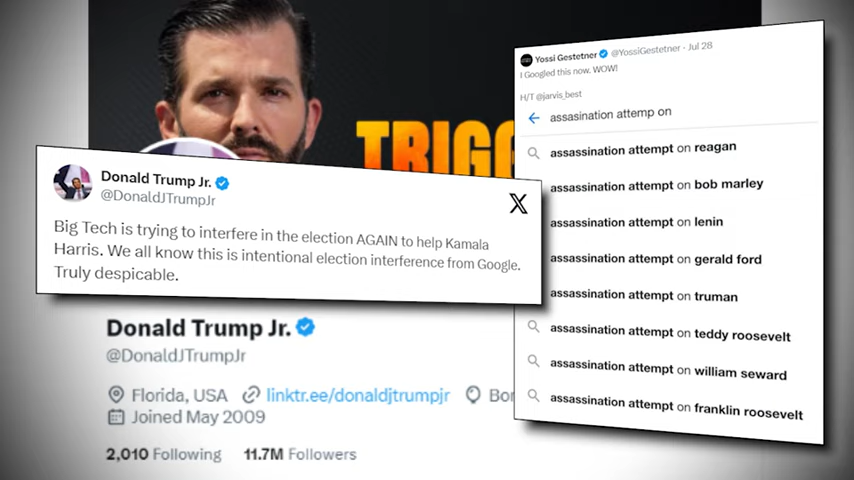 TRIGG
Donald Trump Jr.
@DonaldJTrumpJr
Big Tech is trying to interfere in the election AGAIN to help Kamala
Harris. We all know this is intentional election interference from Google.
Truly despicable.
Donald Trump Jr.
@DonaldJTrumpJr
Florida, USA linktr.ee/donaldjtrumpjr Bor
Joined May 2009
2,010 Following 11.7M Followers
Yossi Gestetner @YossiGestetner · Jul 28
I Googled this now. WOW!
H/T @jarvis_best
assasination attemp on
assassination attempt on reagan
assassination attempt on bob marley
assassination attempt on lenin
assassination attempt on gerald ford
assassination attempt on truman
assassination attempt on teddy roosevelt
assassination attempt on william seward
assassination attempt on franklin roosevelt